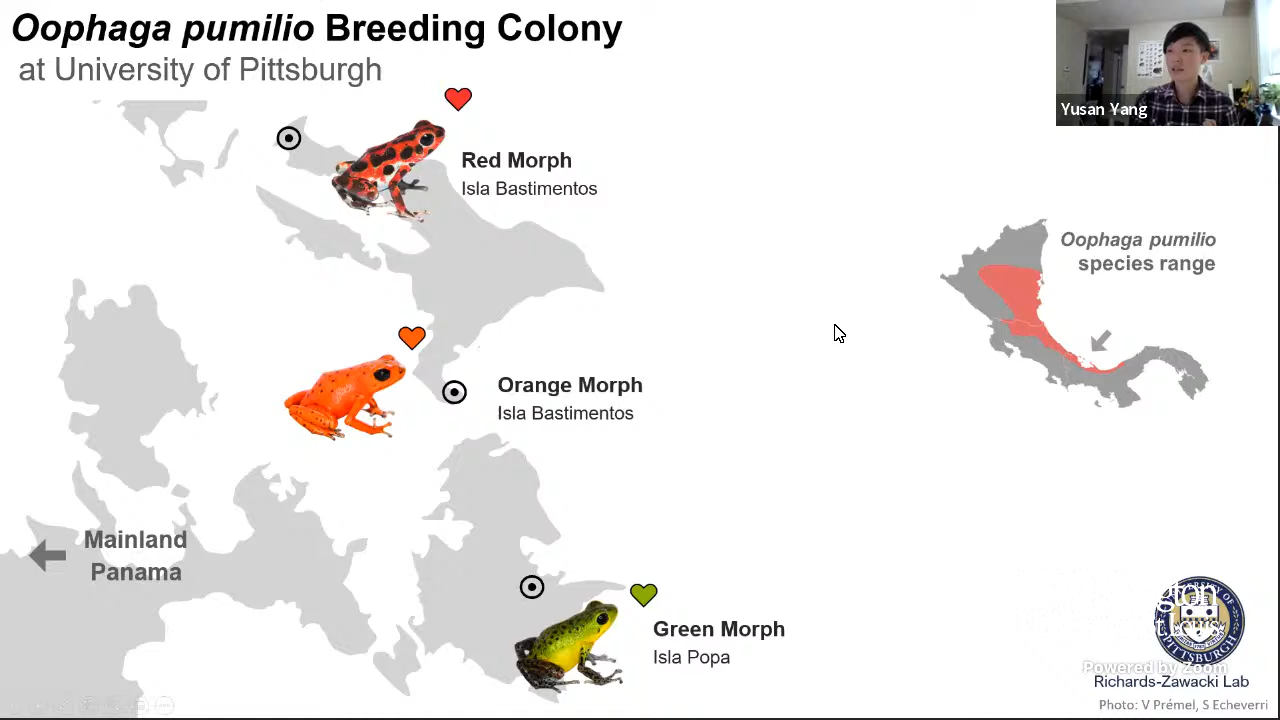 Oophaga pumilio Breeding Colony
at University of Pittsburgh
Yusan Yang
Red Morph
Isla Bastimentos
Oophaga pumilio
species range
Orange Morph
Isla Bastimentos
Mainland
Panama
Green Morph
Isla Popa
Powered by Zoom
Richards-Zawacki Lab
Photo: V Prémel, S Echeverri